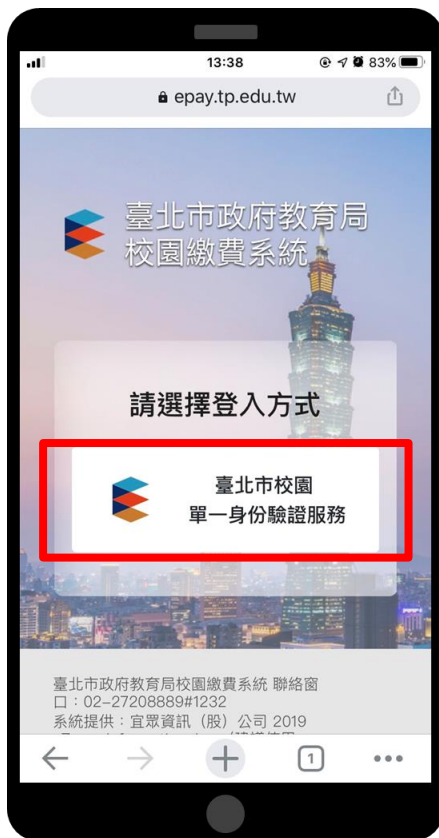 13:38
83%
epay.tp.edu.tw
臺北市政府教育局
校園繳費系統
請選擇登入方式
臺北市校園
單一身份驗證服務
臺北市政府教育局校園繳費系統 聯絡窗
口：02-27208889#1232
系統提供：宜眾資訊（股）公司 2019
1